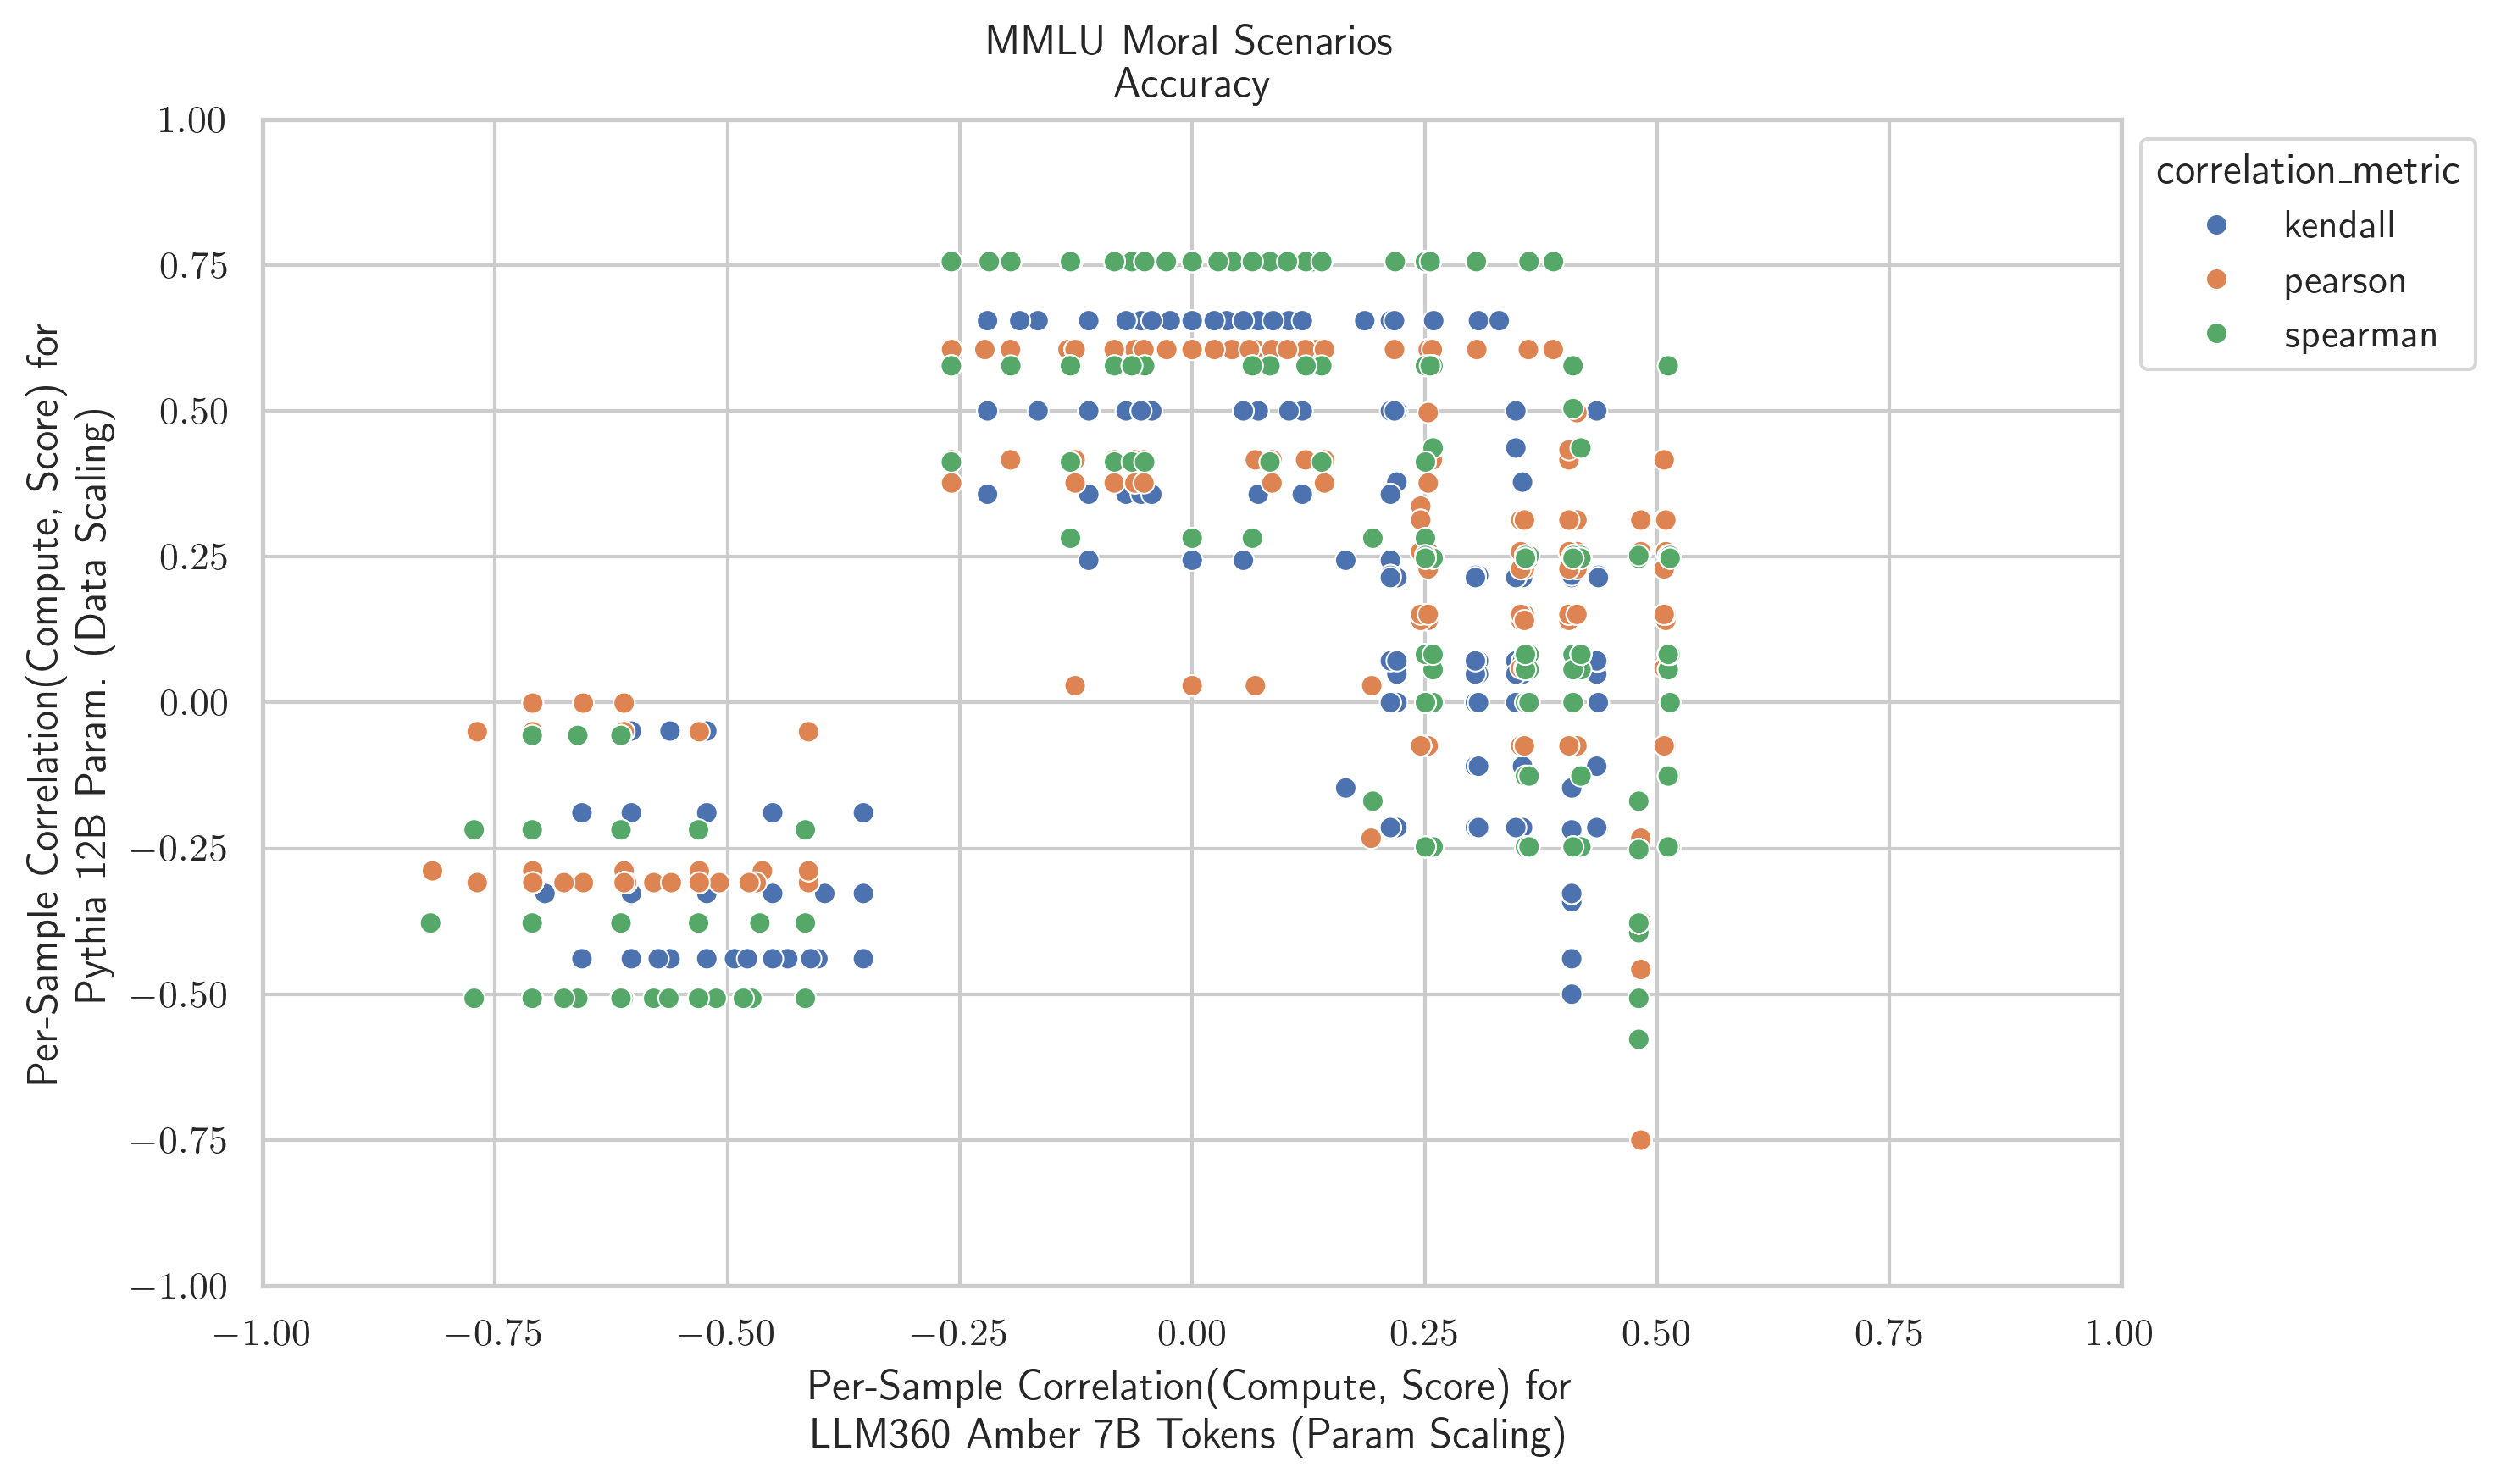 MMLU Moral Scenarios
Accuracy
Per-Sample Correlation(Compute, Score) for
Pythia 12B Param. (Data Scaling)
1.00
0.75
0.50
0.25
0.00
−0.25
−0.50
−0.75
−1.00
−1.00 −0.75 −0.50 −0.25 0.00 0.25 0.50 0.75 1.00
Per-Sample Correlation(Compute, Score) for
LLM360 Amber 7B Tokens (Param Scaling)
correlation_metric
kendall
pearson
spearman